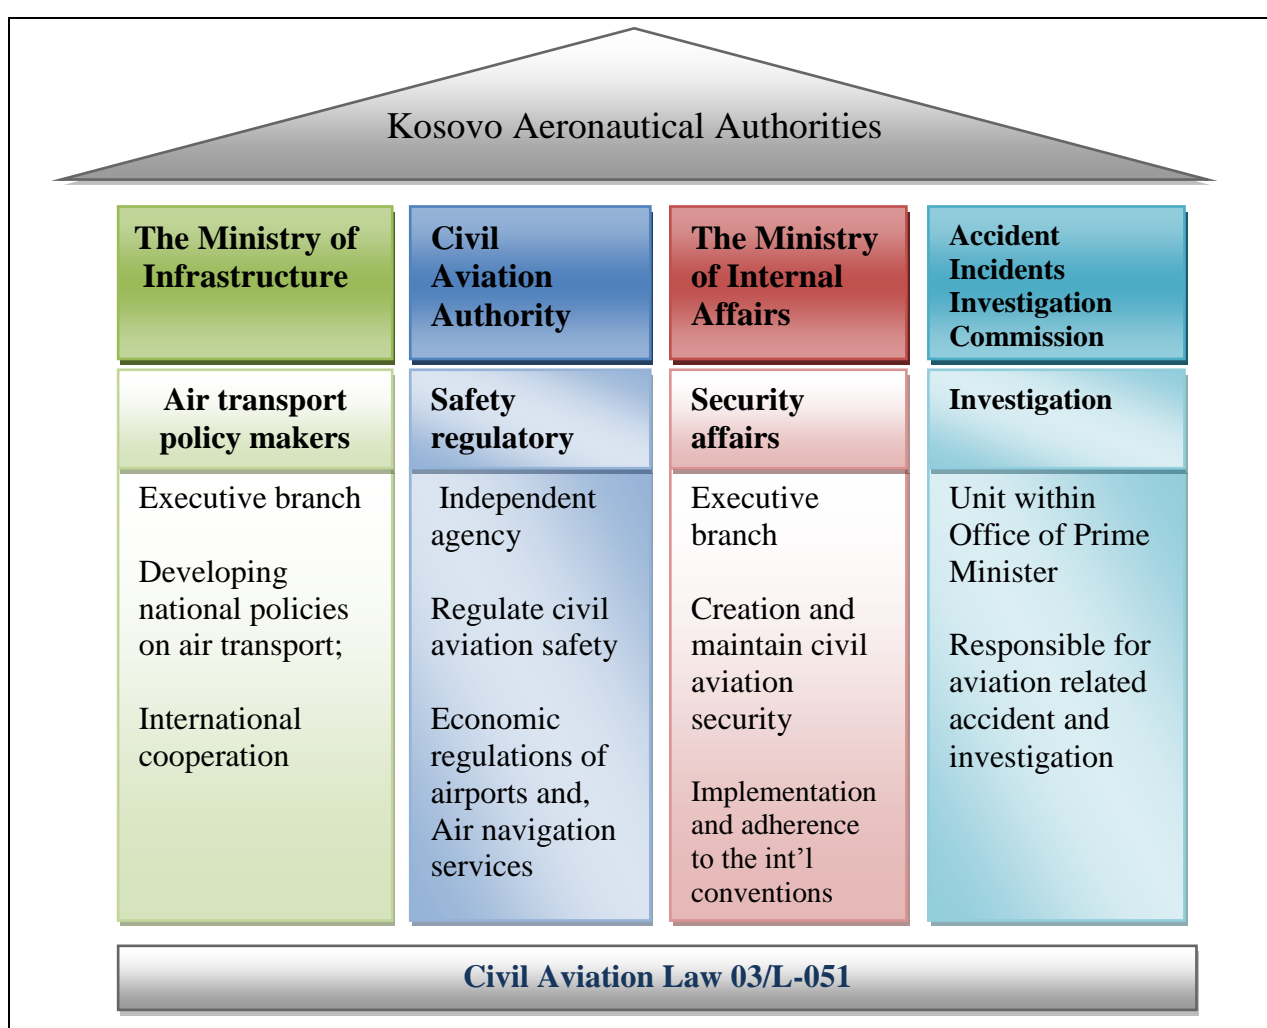 Kosovo Aeronautical Authorities
The Ministry of
Infrastructure
Air transport
policy makers
Executive branch
Developing
national policies
on air transport;
International
cooperation
Civil
Aviation
Authority
Safety
regulatory
Independent
agency
Regulate civil
aviation safety
Economic
regulations of
airports and,
Air navigation
services
The Ministry
of Internal
Affairs
Security
affairs
Executive
branch
Creation and
maintain civil
aviation
security
Implementation
and adherence
to the int’l
conventions
Accident
Incidents
Investigation
Commission
Investigation
Unit within
Office of Prime
Minister
Responsible for
aviation related
accident and
investigation
Civil Aviation Law 03/L-051